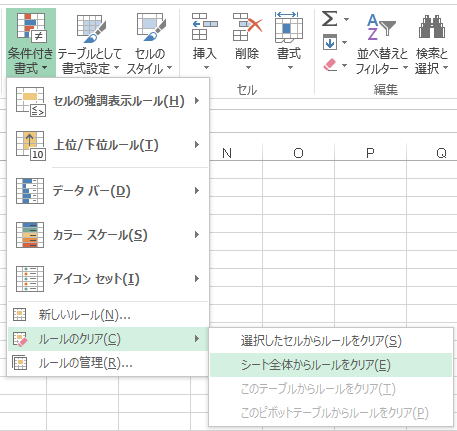 条件付き
書式
テーブルとして
書式設定
セルの
スタイル
挿入
削除
書式
並べ替えと
フィルター
検索と
選択
セル
編集
セルの強調表示ルール(H)
上位/下位ルール(T)
10
データ バー(D)
カラー スケール(S)
アイコン セット(I)
新しいルール(N)...
ルールのクリア(C)
ルールの管理(R)...
N O P Q
選択したセルからルールをクリア(S)
シート全体からルールをクリア(E)
このテーブルからルールをクリア(T)
このピボットテーブルからルールをクリア(P)